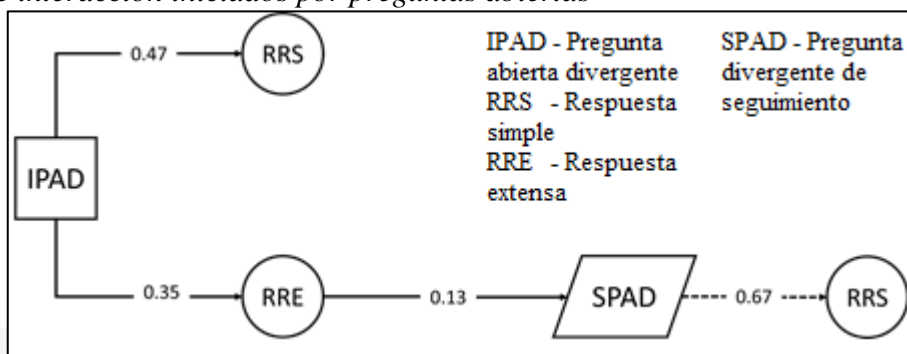 de interacción iniciados por preguntas abiertas
0.47
RRS
IPAD - Pregunta
abierta divergente
RRS - Respuesta
simple
RRE - Respuesta
extensa
SPAD - Pregunta
divergente de
seguimiento
IPAD
0.35
RRE
0.13
SPAD
0.67
RRS